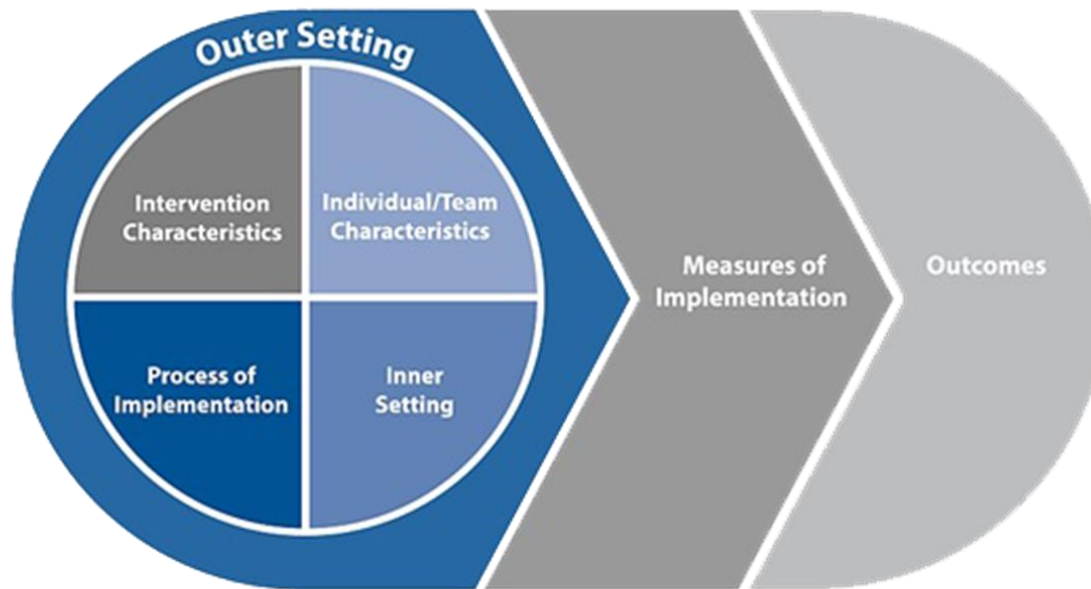 Outer Setting
Intervention
Characteristics
Individual/Team
Characteristics
Process of
Implementation
Inner
Setting
Measures of
Implementation
Outcomes